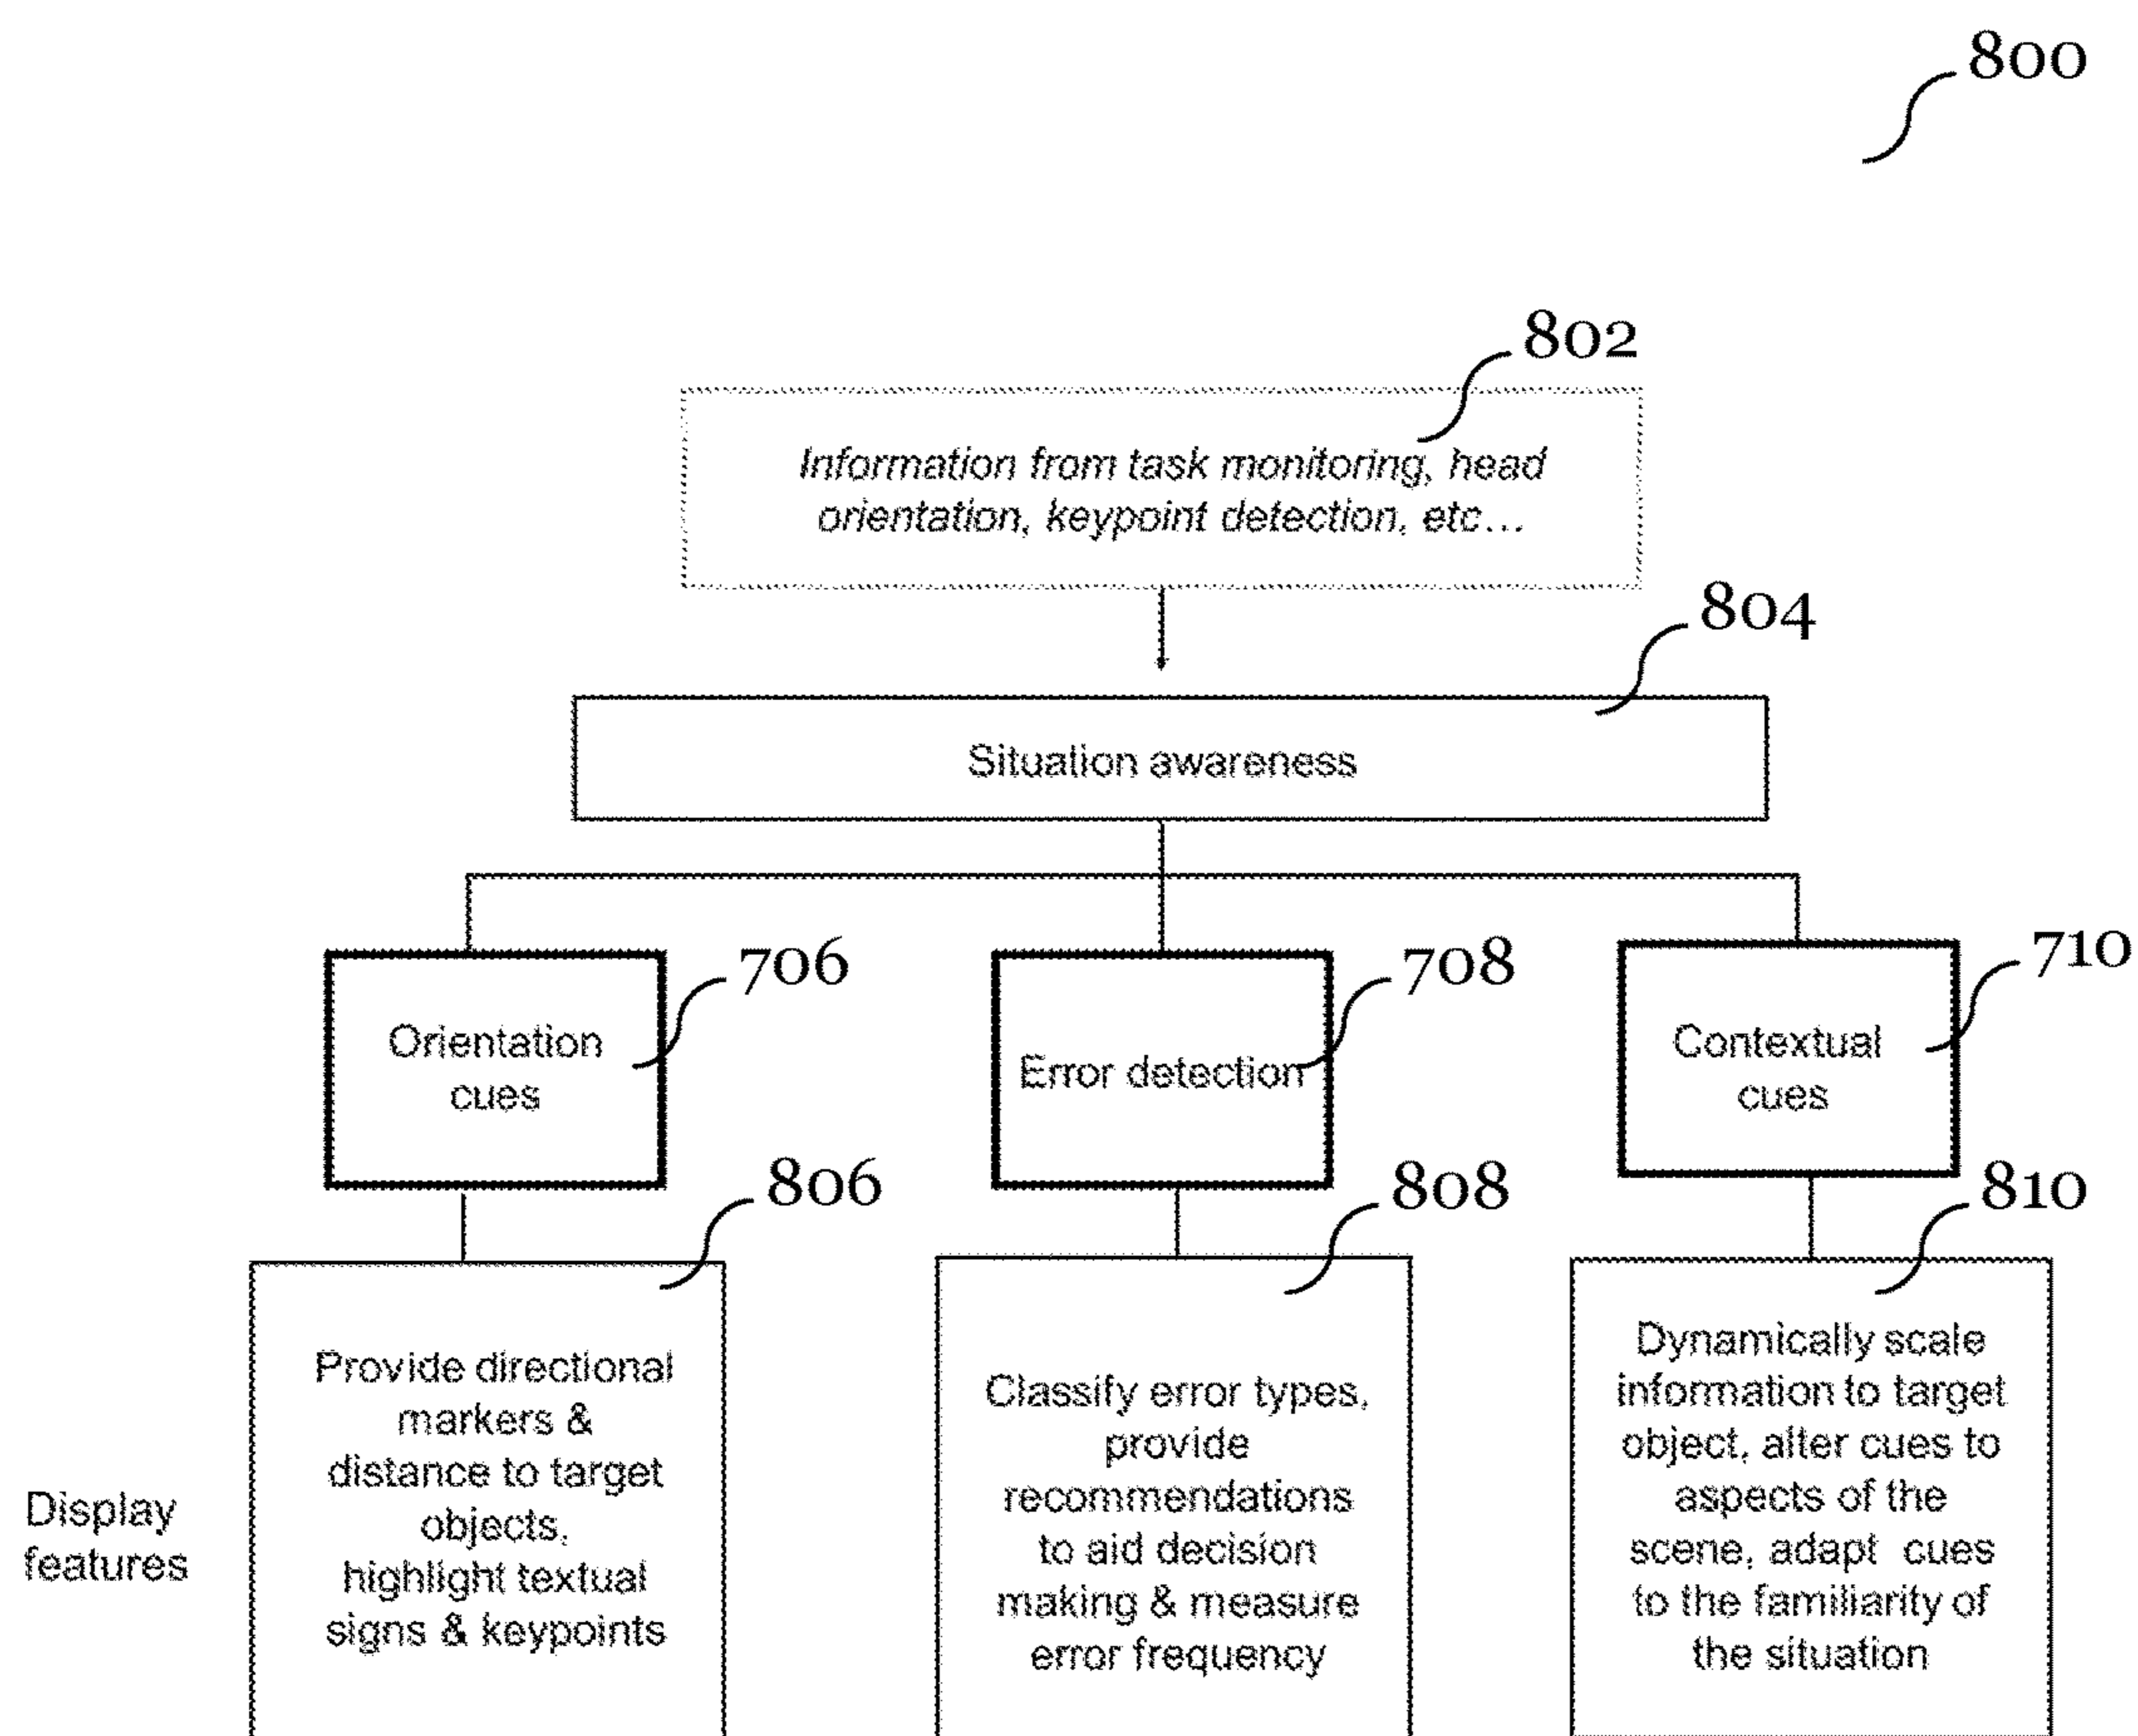 800
802
Information from task monitoring, head
orientation, keypoint detection, etc...
804
Situation awareness
706
Orientation
cues
708
Error detection
710
Contextual
cues
806
Provide directional
markers &
distance to target
objects,
highlight textual
signs & keypoints
808
Classify error types,
provide
recommendations
to aid decision
making & measure
error frequency
810
Dynamically scale
information to target
object, alter cues to
aspects of the
scene, adapt cues
to the familiarity of
the situation
Display
features